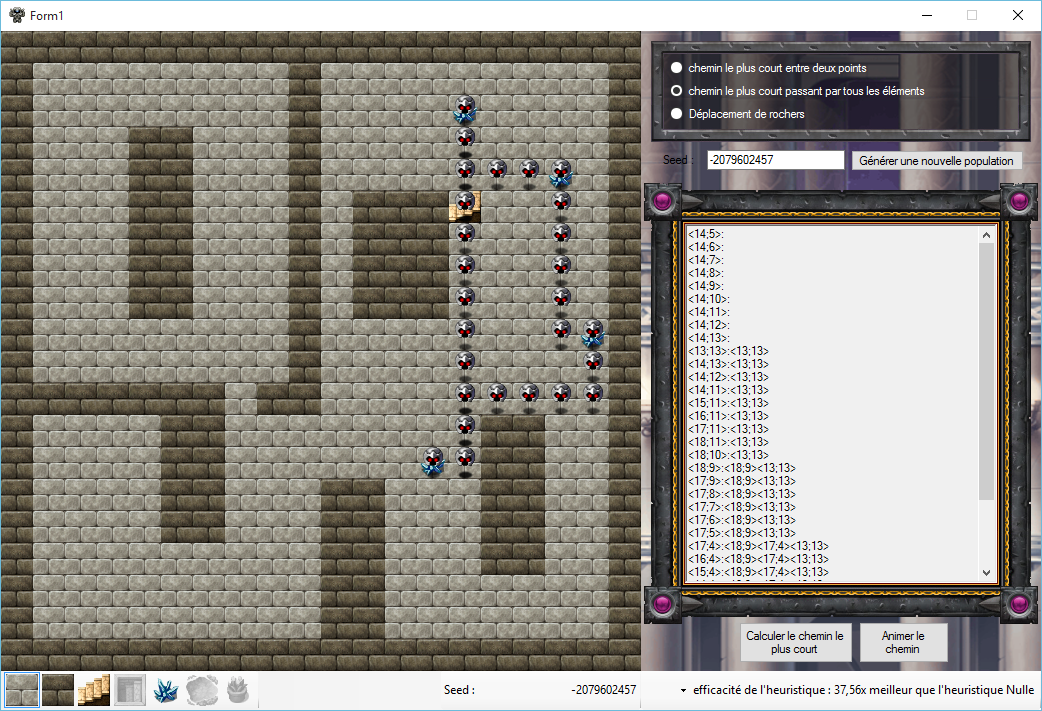 Form1
chemin le plus court entre deux points
chemin le plus court passant par tous les éléments
Déplacement de rochers
Seed :
-2079602457
Générer une nouvelle population
<14;5>:
<14;6>:
<14;7>:
<14;8>:
<14;9>:
<14;10>:
<14;11>:
<14;12>:
<14;13>:
<13;13>:<13;13>
<14;13>:<13;13>
<14;12>:<13;13>
<14;11>:<13;13>
<15;11>:<13;13>
<16;11>:<13;13>
<17;11>:<13;13>
<18;11>:<13;13>
<18;10>:<13;13>
<18;9>:<18;9><13;13>
<17;9>:<18;9><13;13>
<17;8>:<18;9><13;13>
<17;7>:<18;9><13;13>
<17;6>:<18;9><13;13>
<17;5>:<18;9><13;13>
<17;4>:<18;9><17;4><13;13>
<16;4>:<18;9><17;4><13;13>
<15;4>:<18;9><17;4><13;13>
Calculer le chemin le
plus court
Animer le
chemin
Seed :
-2079602457
efficacité de l'heuristique : 37,56x meilleur que l'heuristique Nulle